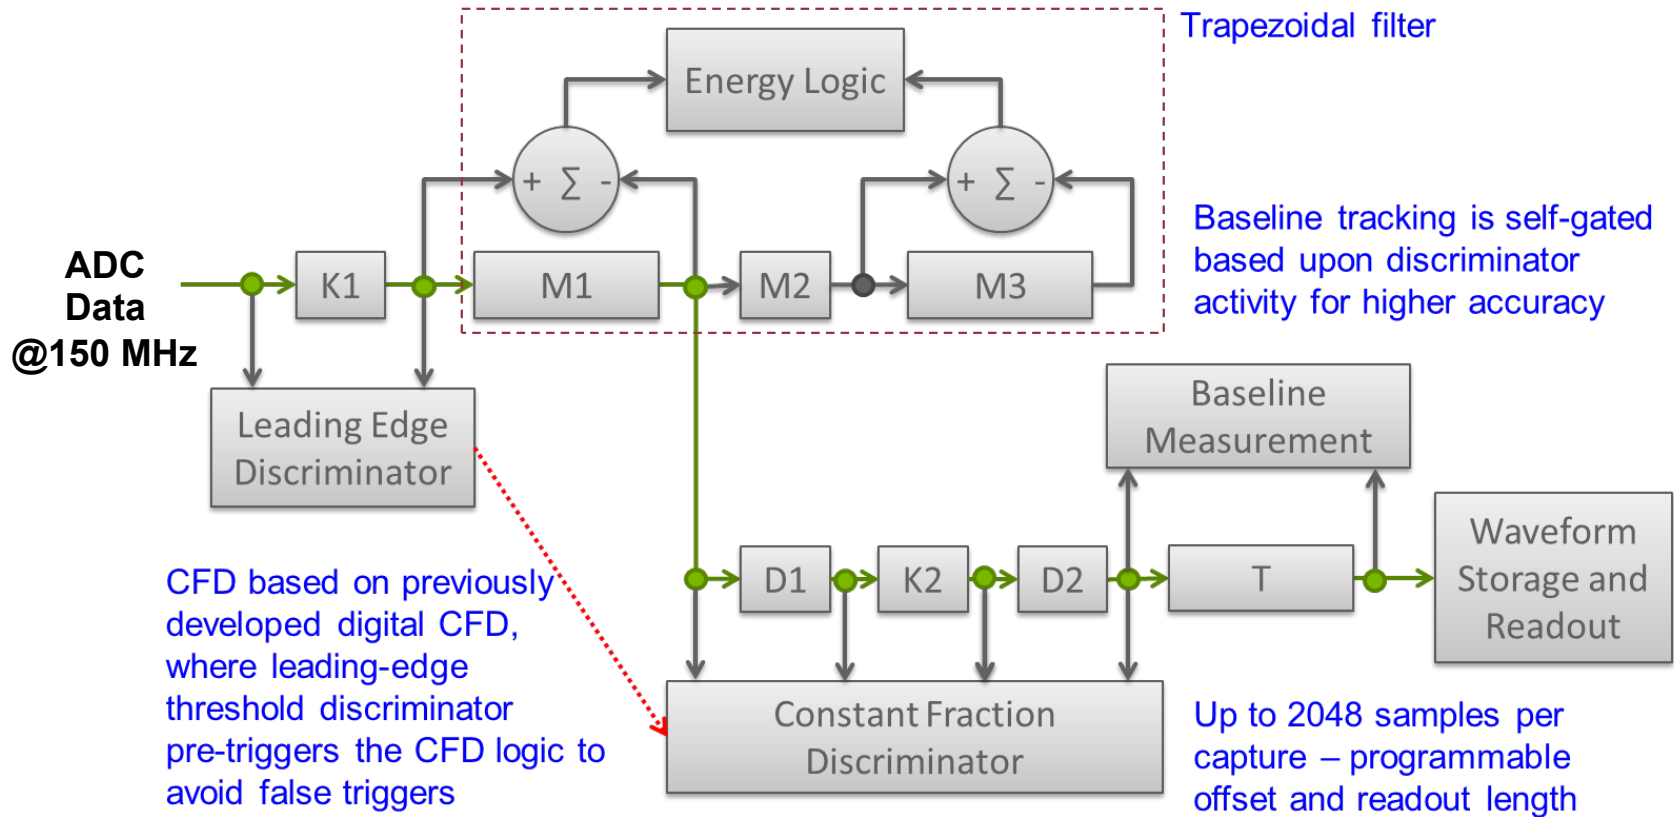 Trapezoidal filter
Energy Logic
+ ∑ -
+ ∑ -
Baseline tracking is self-gated
based upon discriminator
activity for higher accuracy
ADC
Data
@150 MHz
K1
M1
M2
M3
Leading Edge
Discriminator
Baseline
Measurement
Waveform
Storage and
Readout
D1
K2
D2
T
CFD based on previously
developed digital CFD,
where leading-edge
threshold discriminator
pre-triggers the CFD logic to
avoid false triggers
Constant Fraction
Discriminator
Up to 2048 samples per
capture – programmable
offset and readout length